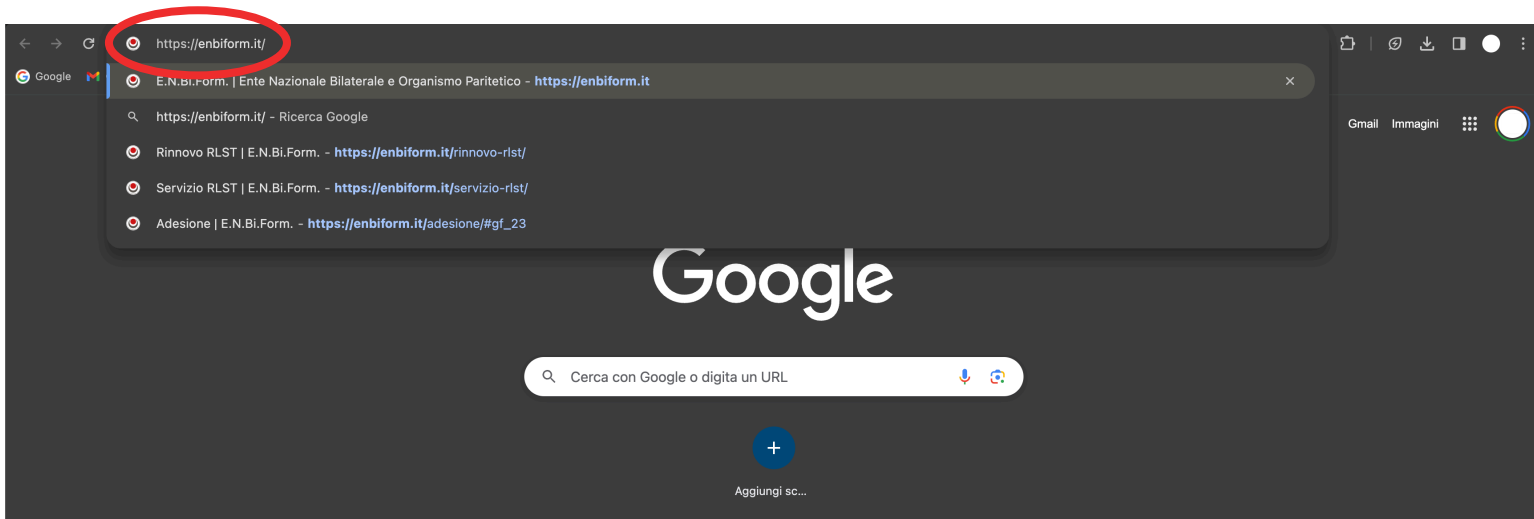 https://enbiform.it/
Google
E.N.Bi.Form. | Ente Nazionale Bilaterale e Organismo Paritetico - https://enbiform.it
https://enbiform.it/ - Ricerca Google
Gmail Immagini
Rinnovo RLST | E.N.Bi.Form. - https://enbiform.it/rinnovo-rlst/
Servizio RLST | E.N.Bi.Form. - https://enbiform.it/servizio-rlst/
Adesione | E.N.Bi.Form. - https://enbiform.it/adesione/#gf_23
Google
Cerca con Google o digita un URL
Aggiungi sc...